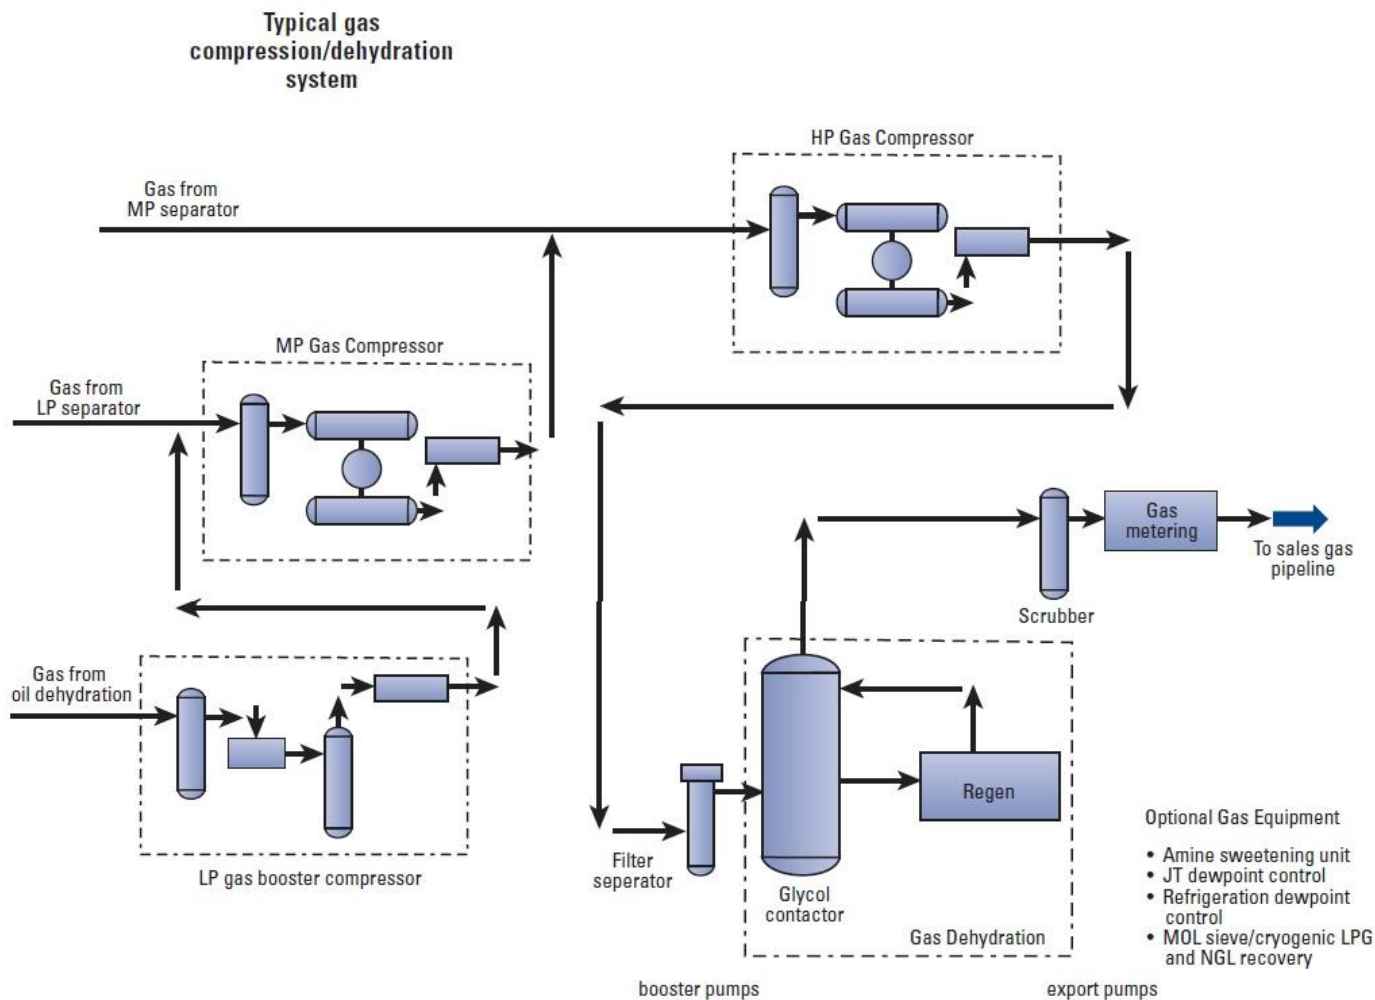 Typical gas
compression/dehydration
system
HP Gas Compressor
Gas from
MP separator
MP Gas Compressor
Gas from
LP separator
Gas
metering
To sales gas
pipeline
Scrubber
Gas from
oil dehydration
LP gas booster compressor
Regen
Filter
seperator
Glycol
contactor
Gas Dehydration
Optional Gas Equipment
• Amine sweetening unit
• JT dewpoint control
• Refrigeration dewpoint
control
• MOL sieve/cryogenic LPG
and NGL recovery
booster pumps
export pumps